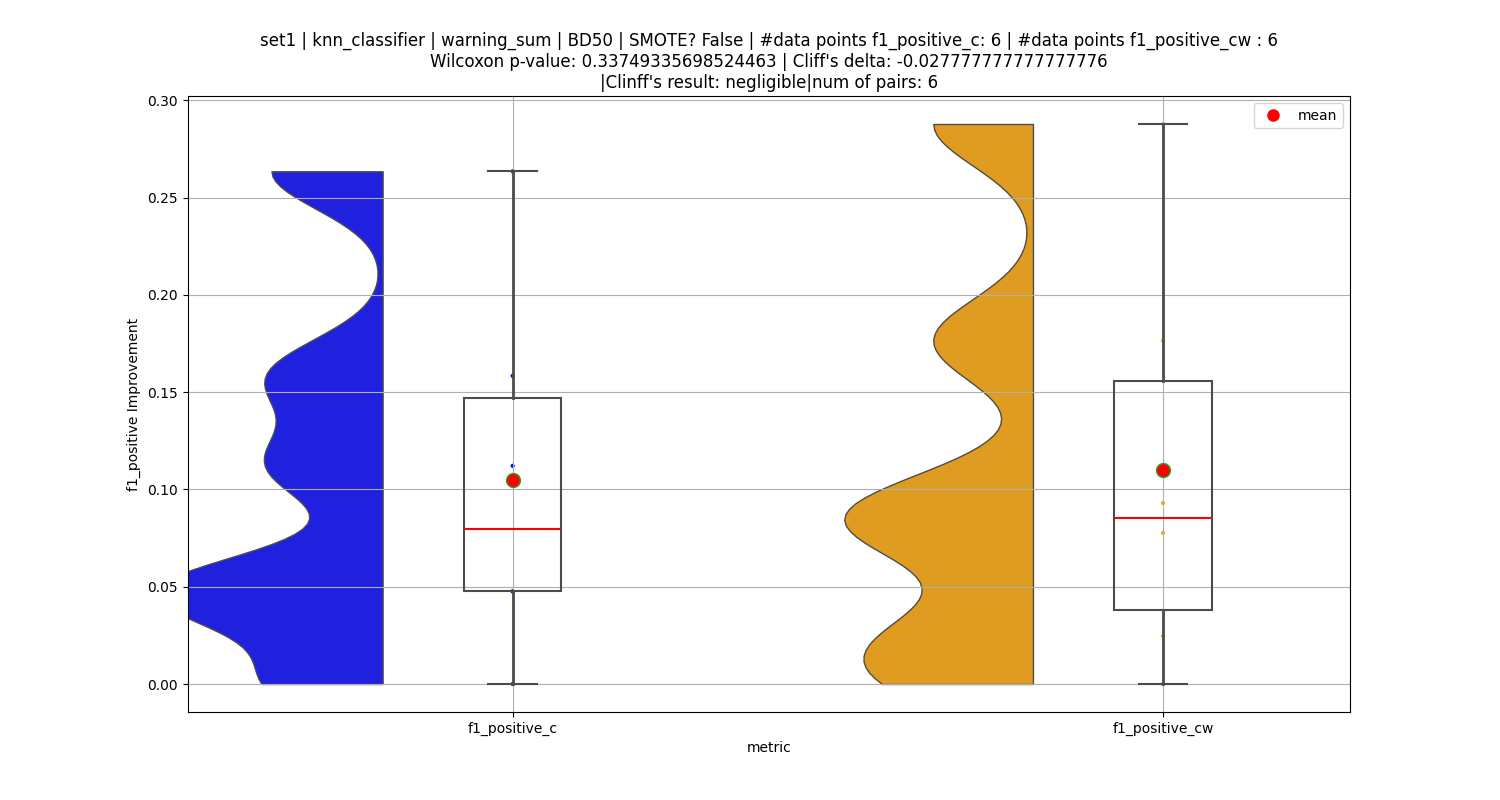 set1 | knn_classifier | warning_sum | BD50 | SMOTE? False | #data points f1_positive_c: 6 | #data points f1_positive_cw : 6
Wilcoxon p-value: 0.33749335698524463 | Cliff's delta: -0.027777777777777776
|Clinff's result: negligible|num of pairs: 6
mean
0.30
0.25
0.20
0.15
0.10
0.05
0.00
f1_positive Improvement
f1_positive_c
f1_positive_cw
metric